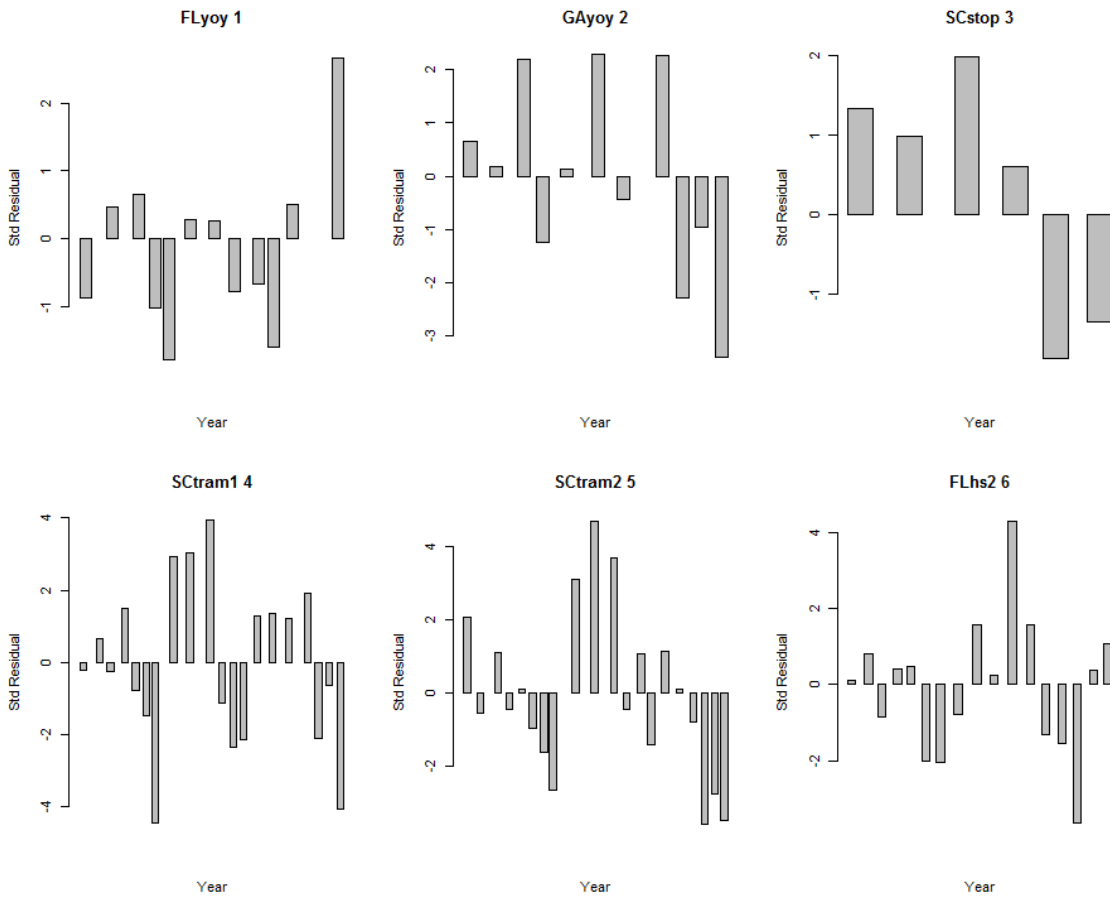 FLyoy 1
Std Residual
2
1
0
-1
Year
GAyoy 2
Std Residual
2
1
0
-1
-2
-3
Year
SCstop 3
Std Residual
2
1
0
-1
Year
SCtram1 4
Std Residual
4
2
0
-2
-4
Year
SCtram2 5
Std Residual
4
2
0
-2
Year
FLhs2 6
Std Residual
4
2
0
-2
Year